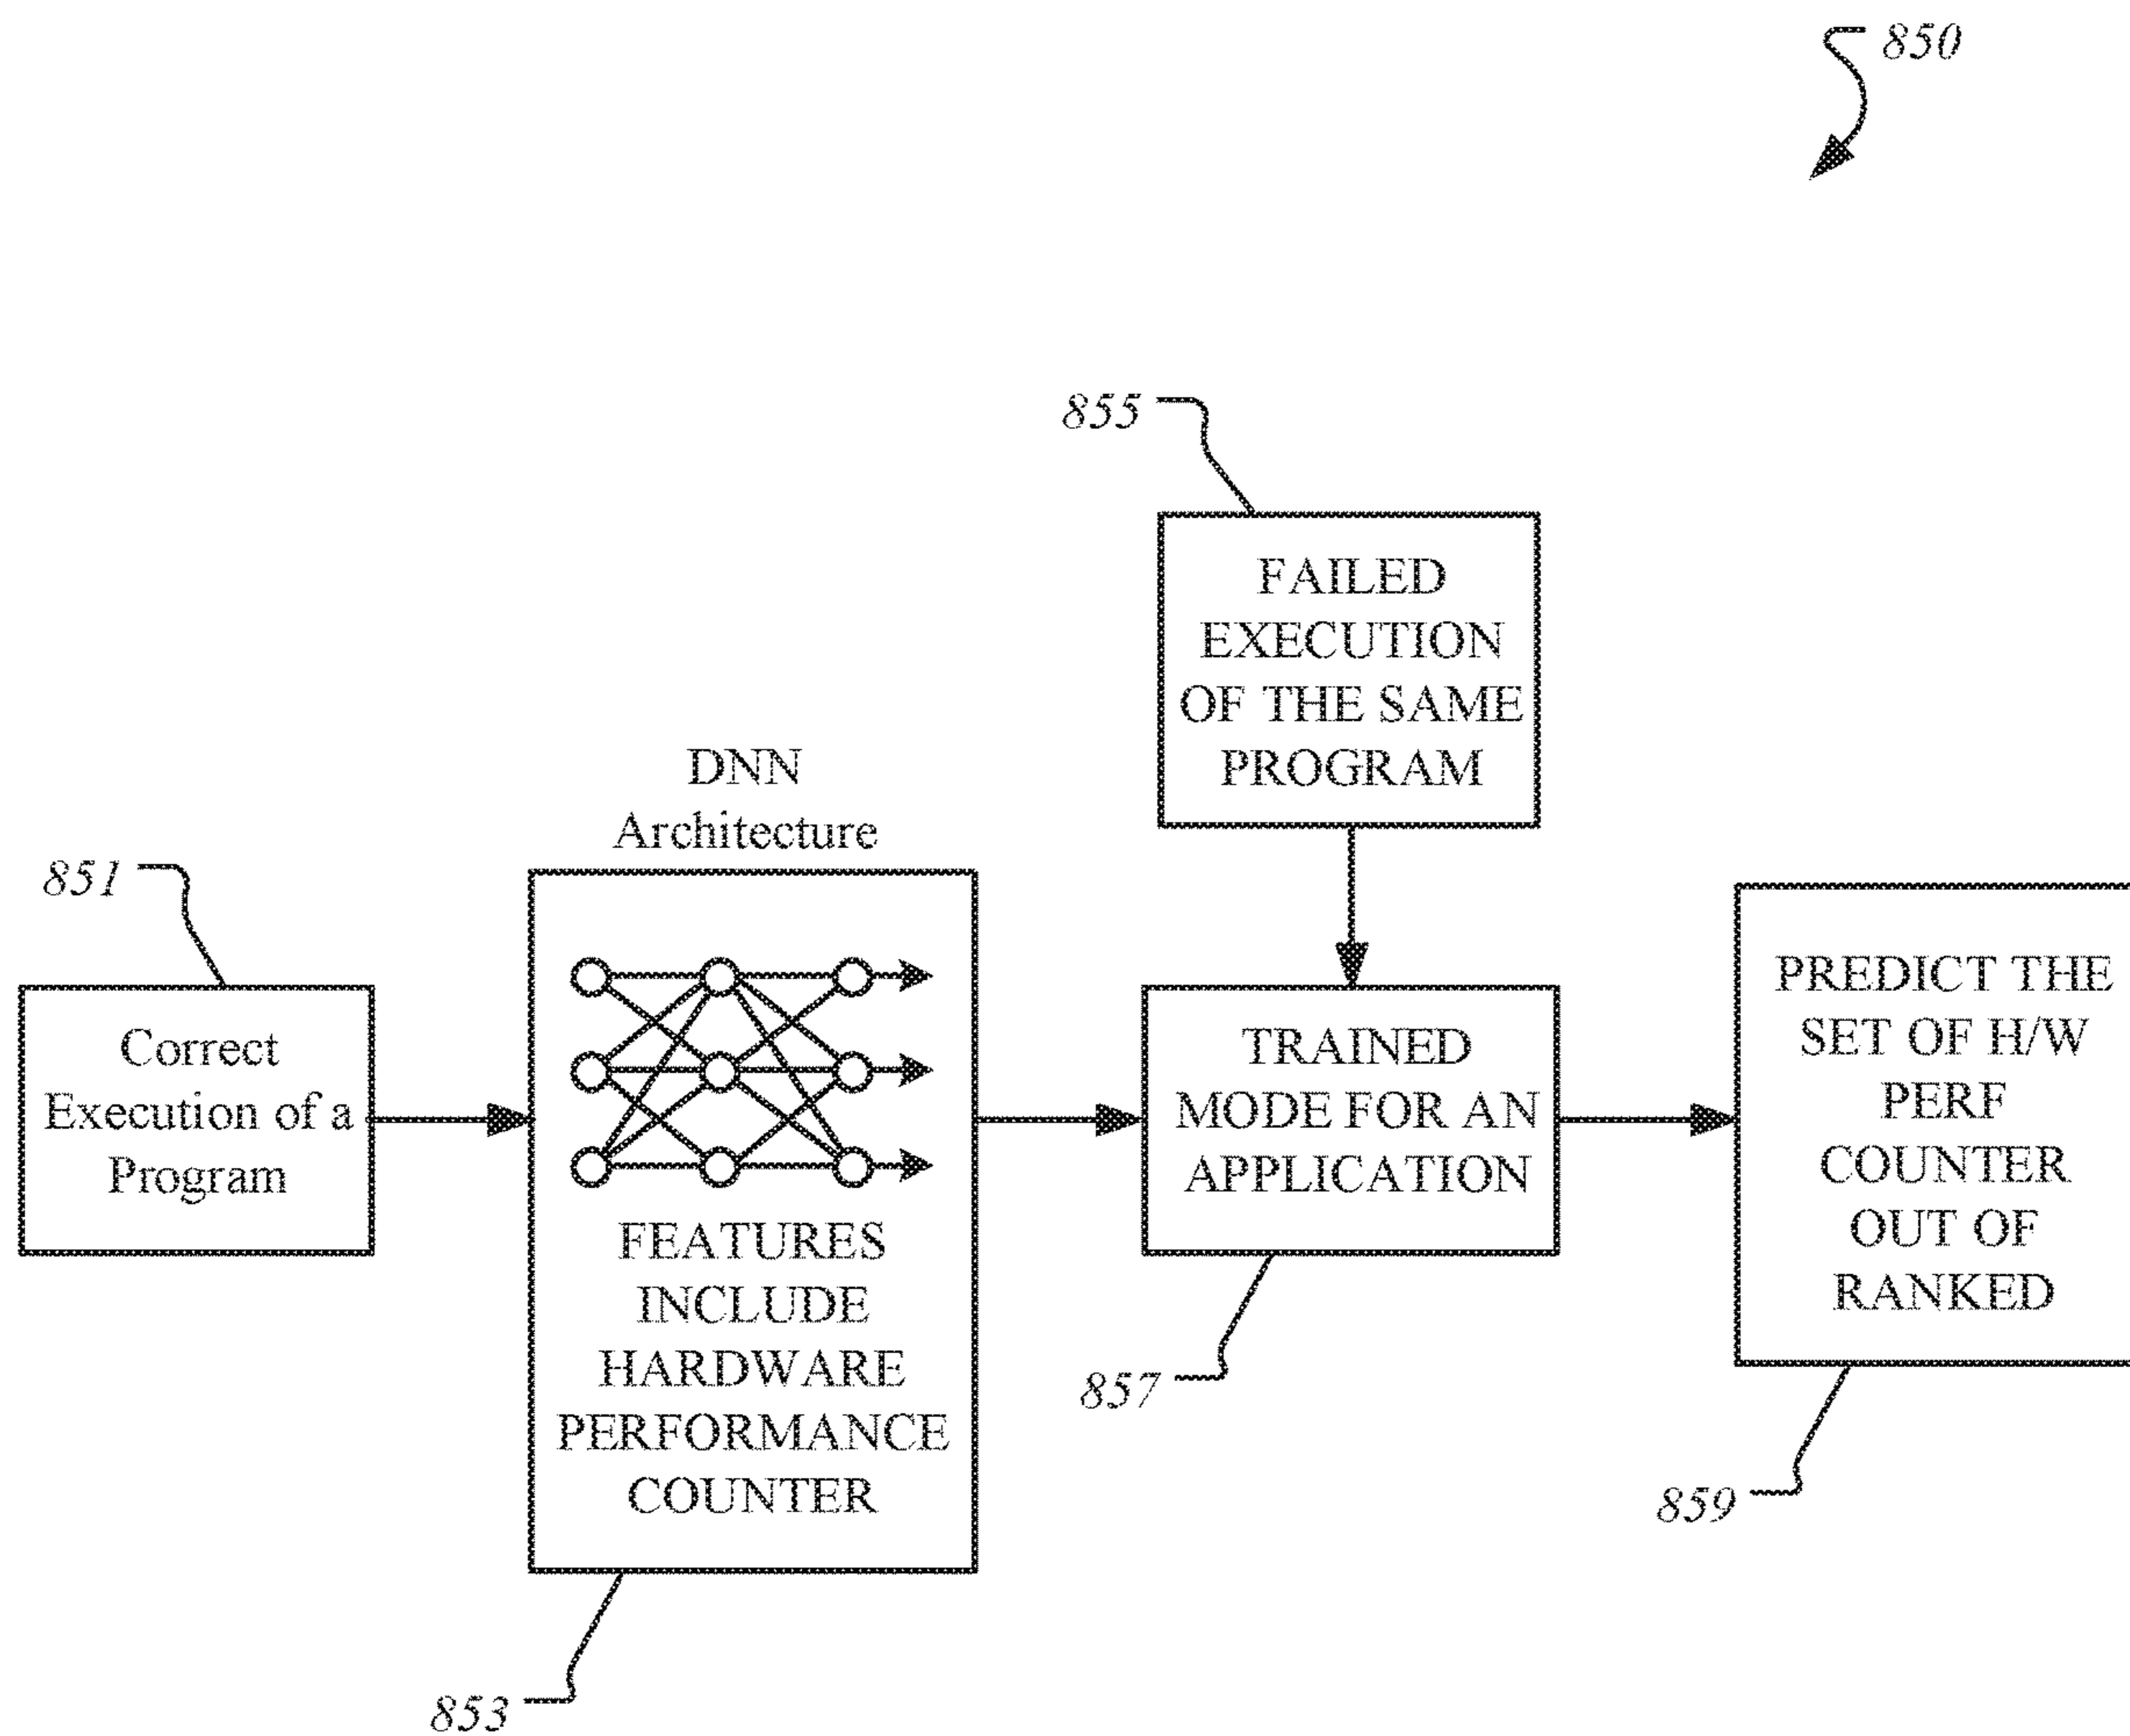 850
855
FAILED
EXECUTION
OF THE SAME
PROGRAM
DNN
Architecture
851
Correct
Execution of a
Program
FEATURES
INCLUDE
HARDWARE
PERFORMANCE
COUNTER
853
TRAINED
MODE FOR AN
APPLICATION
857
PREDICT THE
SET OF H/W
PERF
COUNTER
OUT OF
RANKED
859